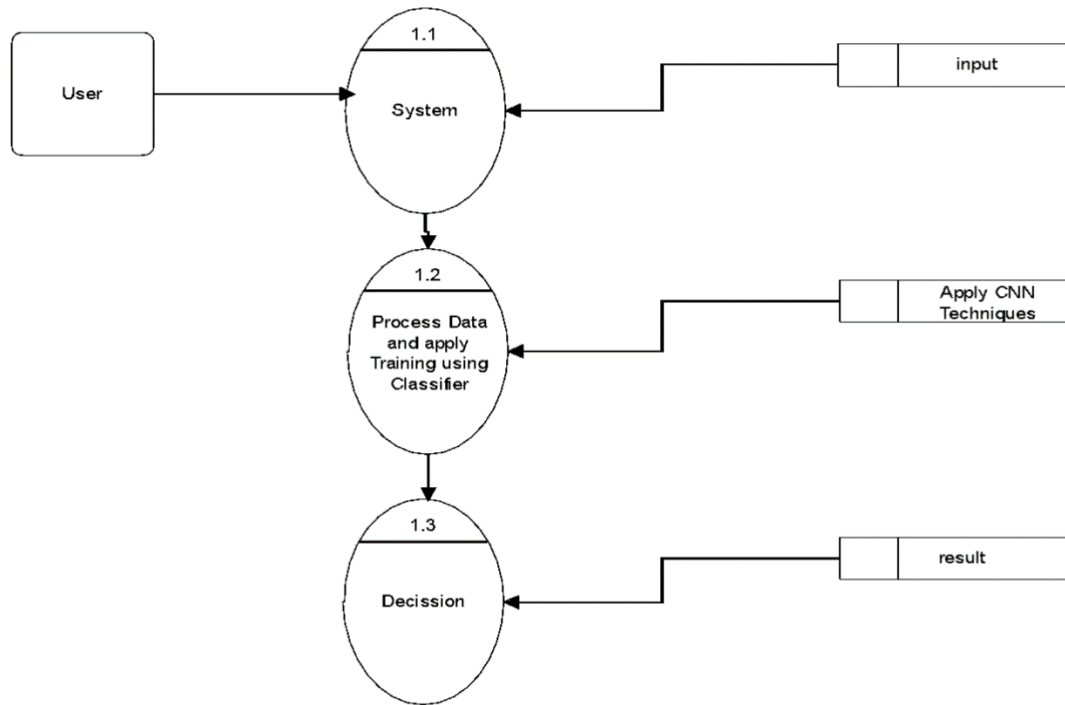 User
1.1
System
input
1.2
Process Data
and apply
Training using
Classifier
Apply CNN
Techniques
1.3
Decission
result